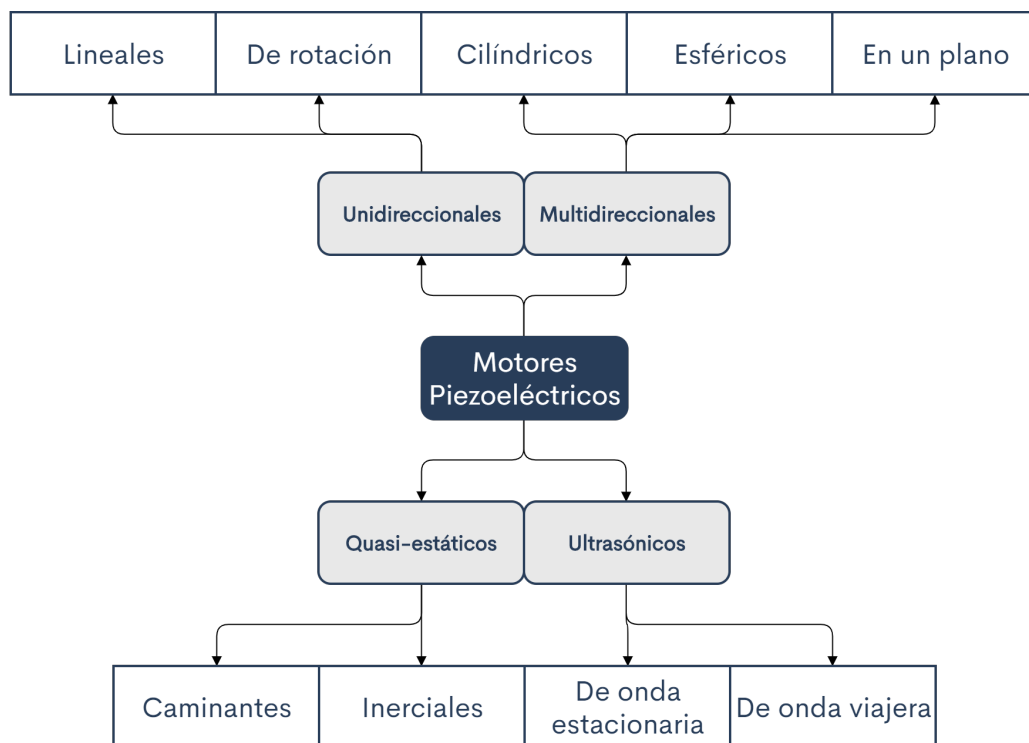 Lineales
De rotación
Cilíndricos
Esféricos
En un plano
Unidireccionales
Multidireccionales
Motores
Piezoeléctricos
Quasi-estáticos
Ultrasónicos
Caminantes
Inerciales
De onda
estacionaria
De onda viajera